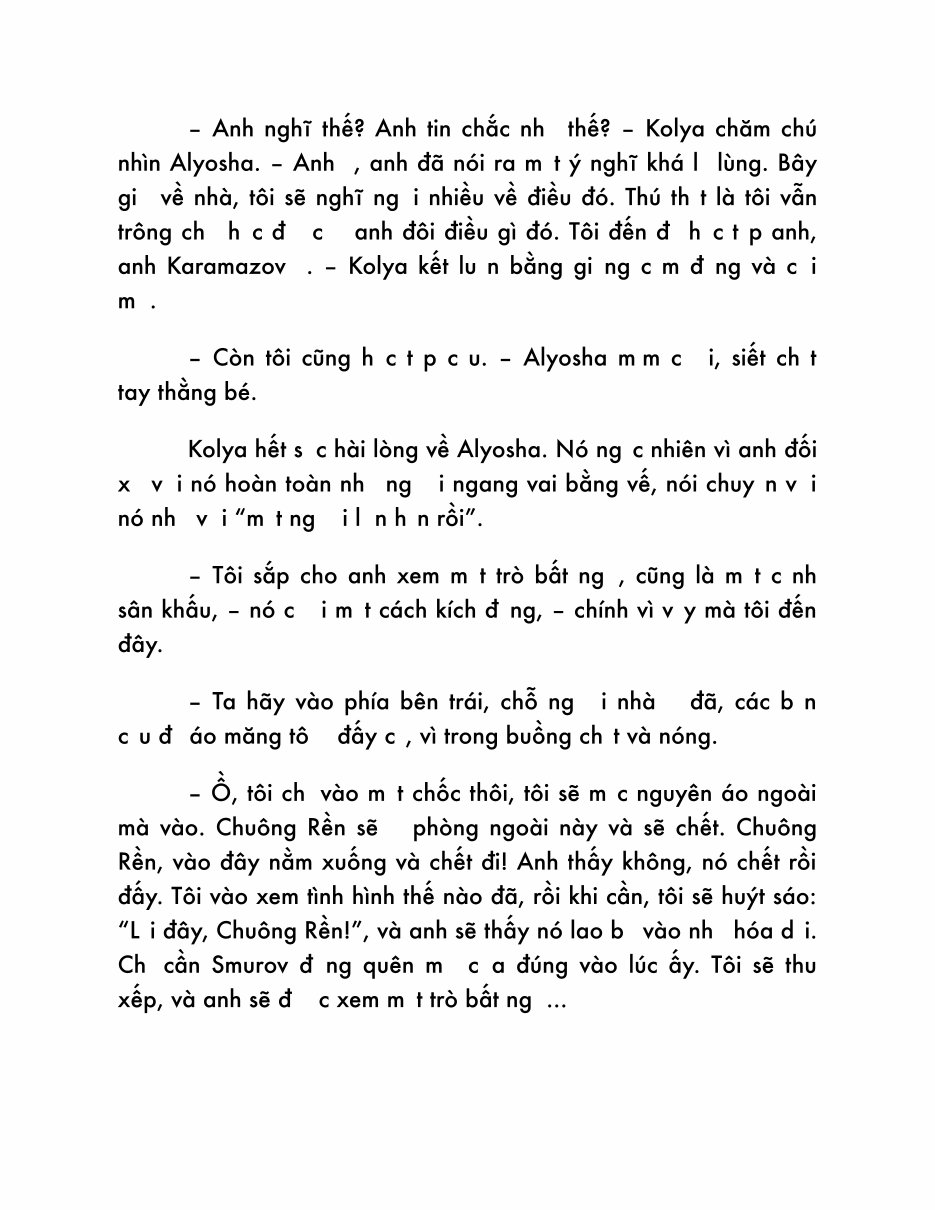 – Anh nghĩ thế? Anh tin chắc nh thế? – Kolya chăm chú
nhìn Alyosha. – Anh , anh đã nói ra m t ý nghĩ khá l lùng. Bây
gi về nhà, tôi sẽ nghĩ ng i nhiều về điều đó. Thú th t là tôi vẫn
trông ch h c đ c anh đôi điều gì đó. Tôi đến đ h c t p anh,
anh Karamazov . – Kolya kết lu n bằng gi ng c m đ ng và c i
m .
– Còn tôi cũng h c t p c u. – Alyosha m m c i, siết ch t
tay thằng bé.
Kolya hết s c hài lòng về Alyosha. Nó ng c nhiên vì anh đối
x v i nó hoàn toàn nh ng i ngang vai bằng vế, nói chuy n v i
nó nh v i “m t ng i l n h n rồi”.
– Tôi sắp cho anh xem m t trò bất ng , cũng là m t c nh
sân khấu, – nó c i m t cách kích đ ng, – chính vì v y mà tôi đến
đây.
– Ta hãy vào phía bên trái, chỗ ng i nhà đã, các b n
c u đ áo măng tô đấy c , vì trong buồng ch t và nóng.
– Ồ, tôi ch vào m t chốc thôi, tôi sẽ m c nguyên áo ngoài
mà vào. Chuông Rền sẽ phòng ngoài này và sẽ chết. Chuông
Rền, vào đây nằm xuống và chết đi! Anh thấy không, nó chết rồi
đấy. Tôi vào xem tình hình thế nào đã, rồi khi cần, tôi sẽ huýt sáo:
“L i đây, Chuông Rền!”, và anh sẽ thấy nó lao b vào nh hóa d i.
Ch cần Smurov đ ng quên m c a đúng vào lúc ấy. Tôi sẽ thu
xếp, và anh sẽ đ c xem m t trò bất ng ...